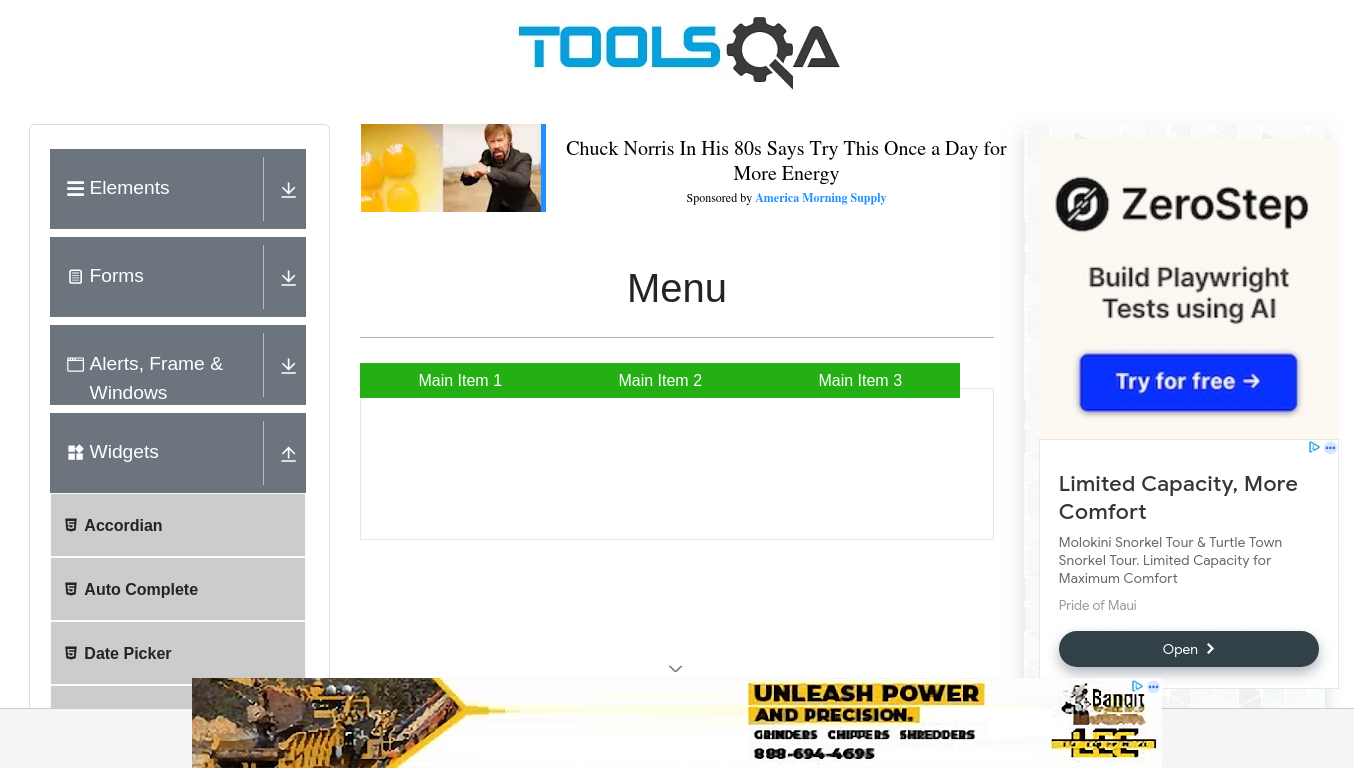 TOOLSQA
Elements
Forms
Alerts, Frame &
Windows
Widgets
Accordian
Auto Complete
Date Picker
Chuck Norris In His 80s Says Try This Once a Day for
More Energy
Sponsored by America Morning Supply
Menu
Main Item 1
Main Item 2
Main Item 3
ZeroStep
Build Playwright
Tests using AI
Try for free →
Limited Capacity, More
Comfort
Molokini Snorkel Tour & Turtle Town
Snorkel Tour. Limited Capacity for
Maximum Comfort
Pride of Maui
Open
UNLEASH POWER
AND PRECISION.
GRINDERS CHIPPERS SHREDDERS
888-694-4695
Bandit
LEE